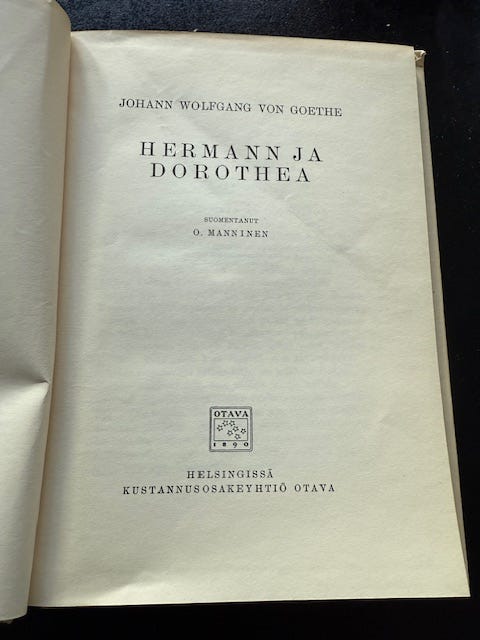 JOHANN WOLFGANG VON GOETHE
HERMANN JA
DOROTHEA
SUOMENTANUT
O. MANNINEN
OTAVA
1890
HELSINGISSÄ
KUSTANNUSOSAKEYHTIÖ OTAVA